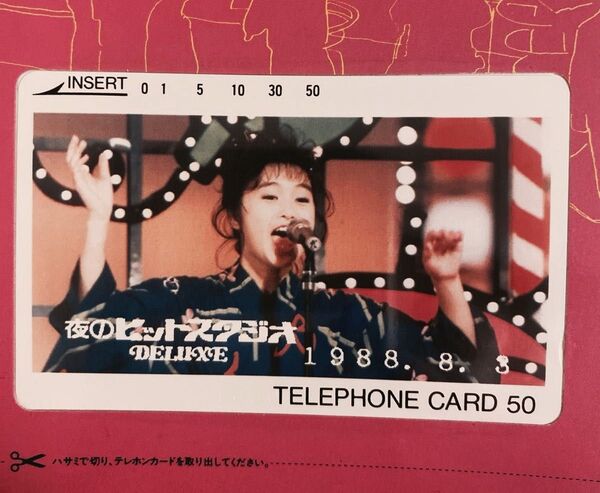 INSERT
0 1 5 10 30 50
夜のヒットスタジオ
DELUXE
1988. 8. 3
TELEPHONE CARD 50
ハサミで切り、テレホンカードを取り出してください。